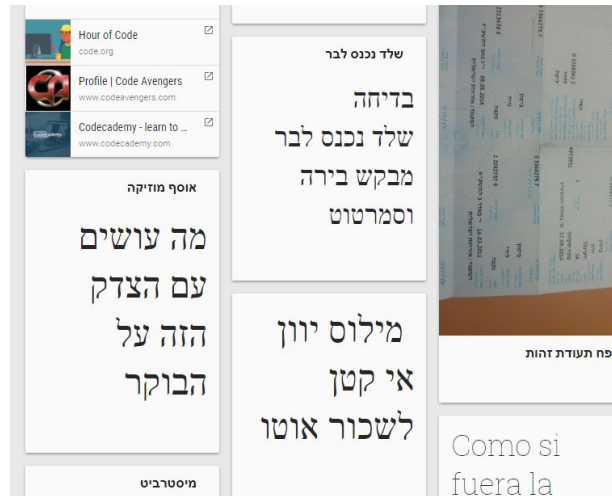 Hour of Code
code.org
Profile | Code Avengers
www.codeavengers.com
Codecademy - learn to ...
www.codecademy.com
אוסף מוזיקה
מה עושים
עם הצדק
הזה על
הבוקר
מיסטרביט
שלד נכנס לבר
בדיחה
שלד נכנס לבר
מבקש בירה
וסמרטוט
מילוס יוון
אי קטן
לשכור אוטו
פח תעודת זהות
Como si
fuera la